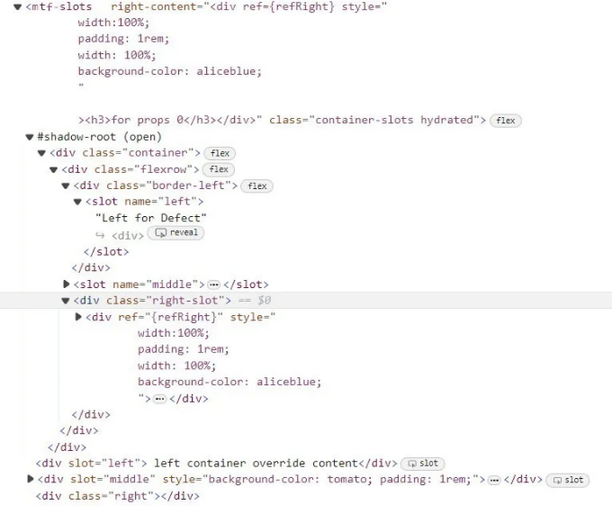 <mtf-slots right-content="<div ref={refRight} style="
width:100%;
padding: 1rem;
width: 100%;
background-color: aliceblue;
"
><h3>for props 0</h3></div>" class="container-slots hydrated"> flex
#shadow-root (open)
<div class="container"> flex
<div class="flexrow"> flex
<div class="border-left"> flex
<slot name="left">
"Left for Defect"
↪ <div> reveal
</slot>
</div>
<slot name="middle"> … </slot>
<div class="right-slot"> == $0
<div ref="{refRight}" style="
width:100%;
padding: 1rem;
width: 100%;
background-color: aliceblue;
"> … </div>
</div>
</div>
</div>
<div slot="left"> left container override content</div> slot
<div slot="middle" style="background-color: tomato; padding: 1rem;"> … </div> slot
<div class="right"></div>